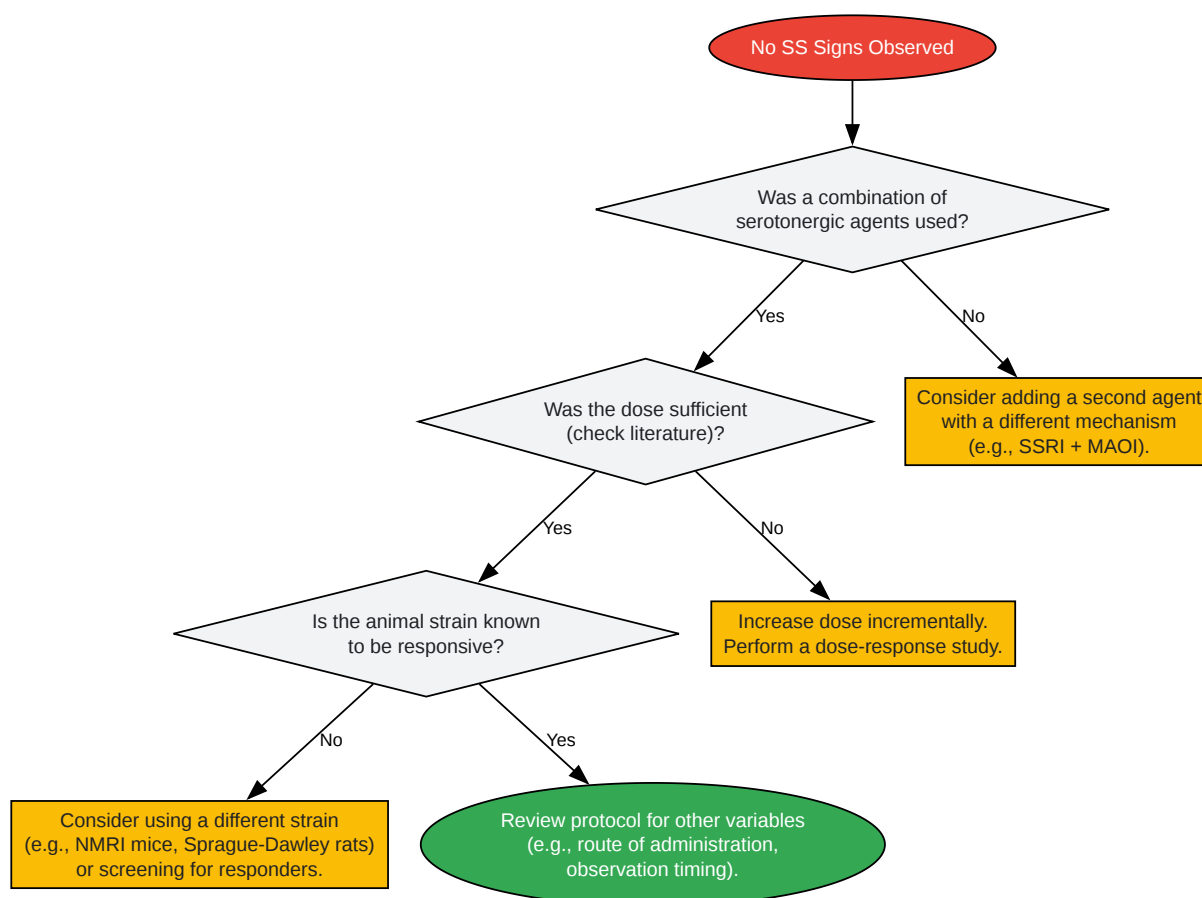 No SS Signs Observed
Was a combination of
serotonergic agents used?
Yes
No
Was the dose sufficient
(check literature)?
Consider adding a second agent
with a different mechanism
(e.g., SSRI + MAOI).
Yes
No
Is the animal strain known
to be responsive?
Increase dose incrementally.
Perform a dose-response study.
No
Yes
Consider using a different strain
(e.g., NMRI mice, Sprague-Dawley rats)
or screening for responders.
Review protocol for other variables
(e.g., route of administration,
observation timing).